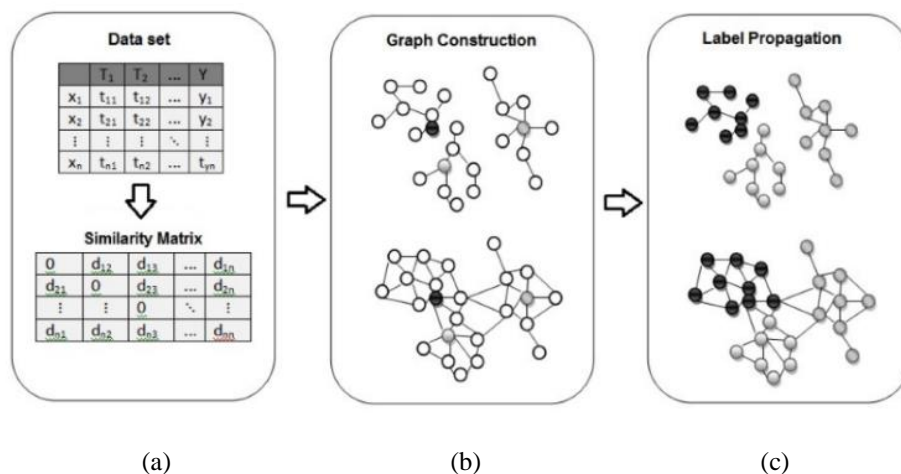 Data set
T1 T2 ... Y
x1 t11 t12 ... y1
x2 t21 t22 ... y2
⋮ ⋮ ⋮ ⋱ ⋮
xn tn1 tn2 ... tyn
Similarity Matrix
0 d12 d13 ... d1n
d21 0 d23 ... d2n
⋮ ⋮ 0 ⋱ ⋮
dn1 dn2 dn3 ... dnn
Graph Construction
Label Propagation
(a)
(b)
(c)